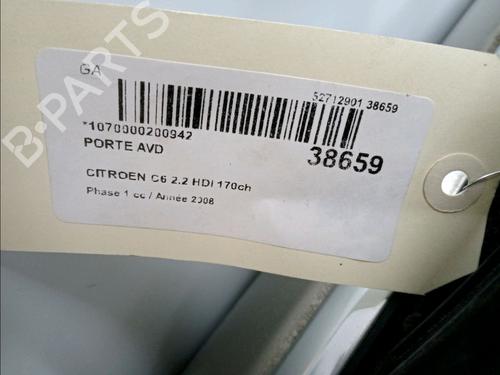 GA
52712901 38659
*1070000200942
38659
PORTE AVD
CITROEN C6 2.2 HDI 170ch
Phase 1 cc / Année 2008
B-PARTS